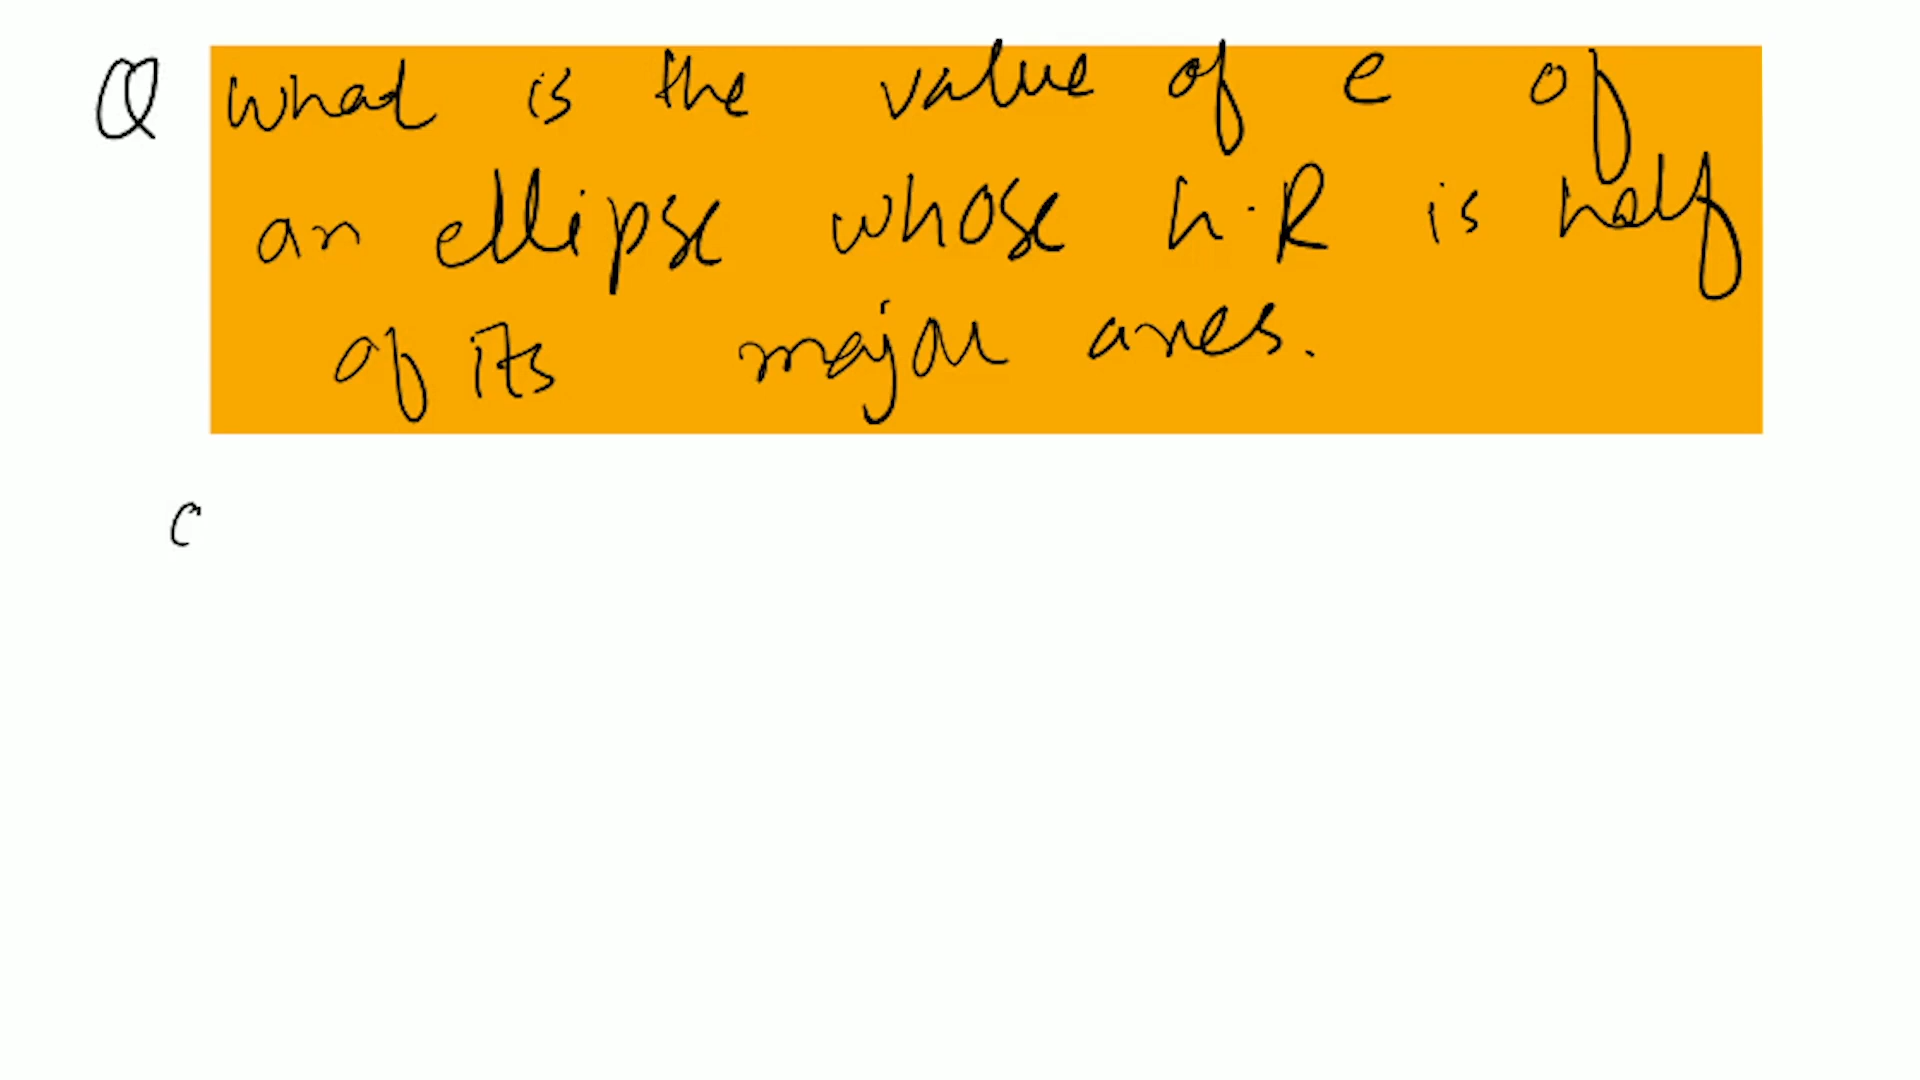 Q What is the value of e of
an ellipse whose L.R is half
of its major axes.
C